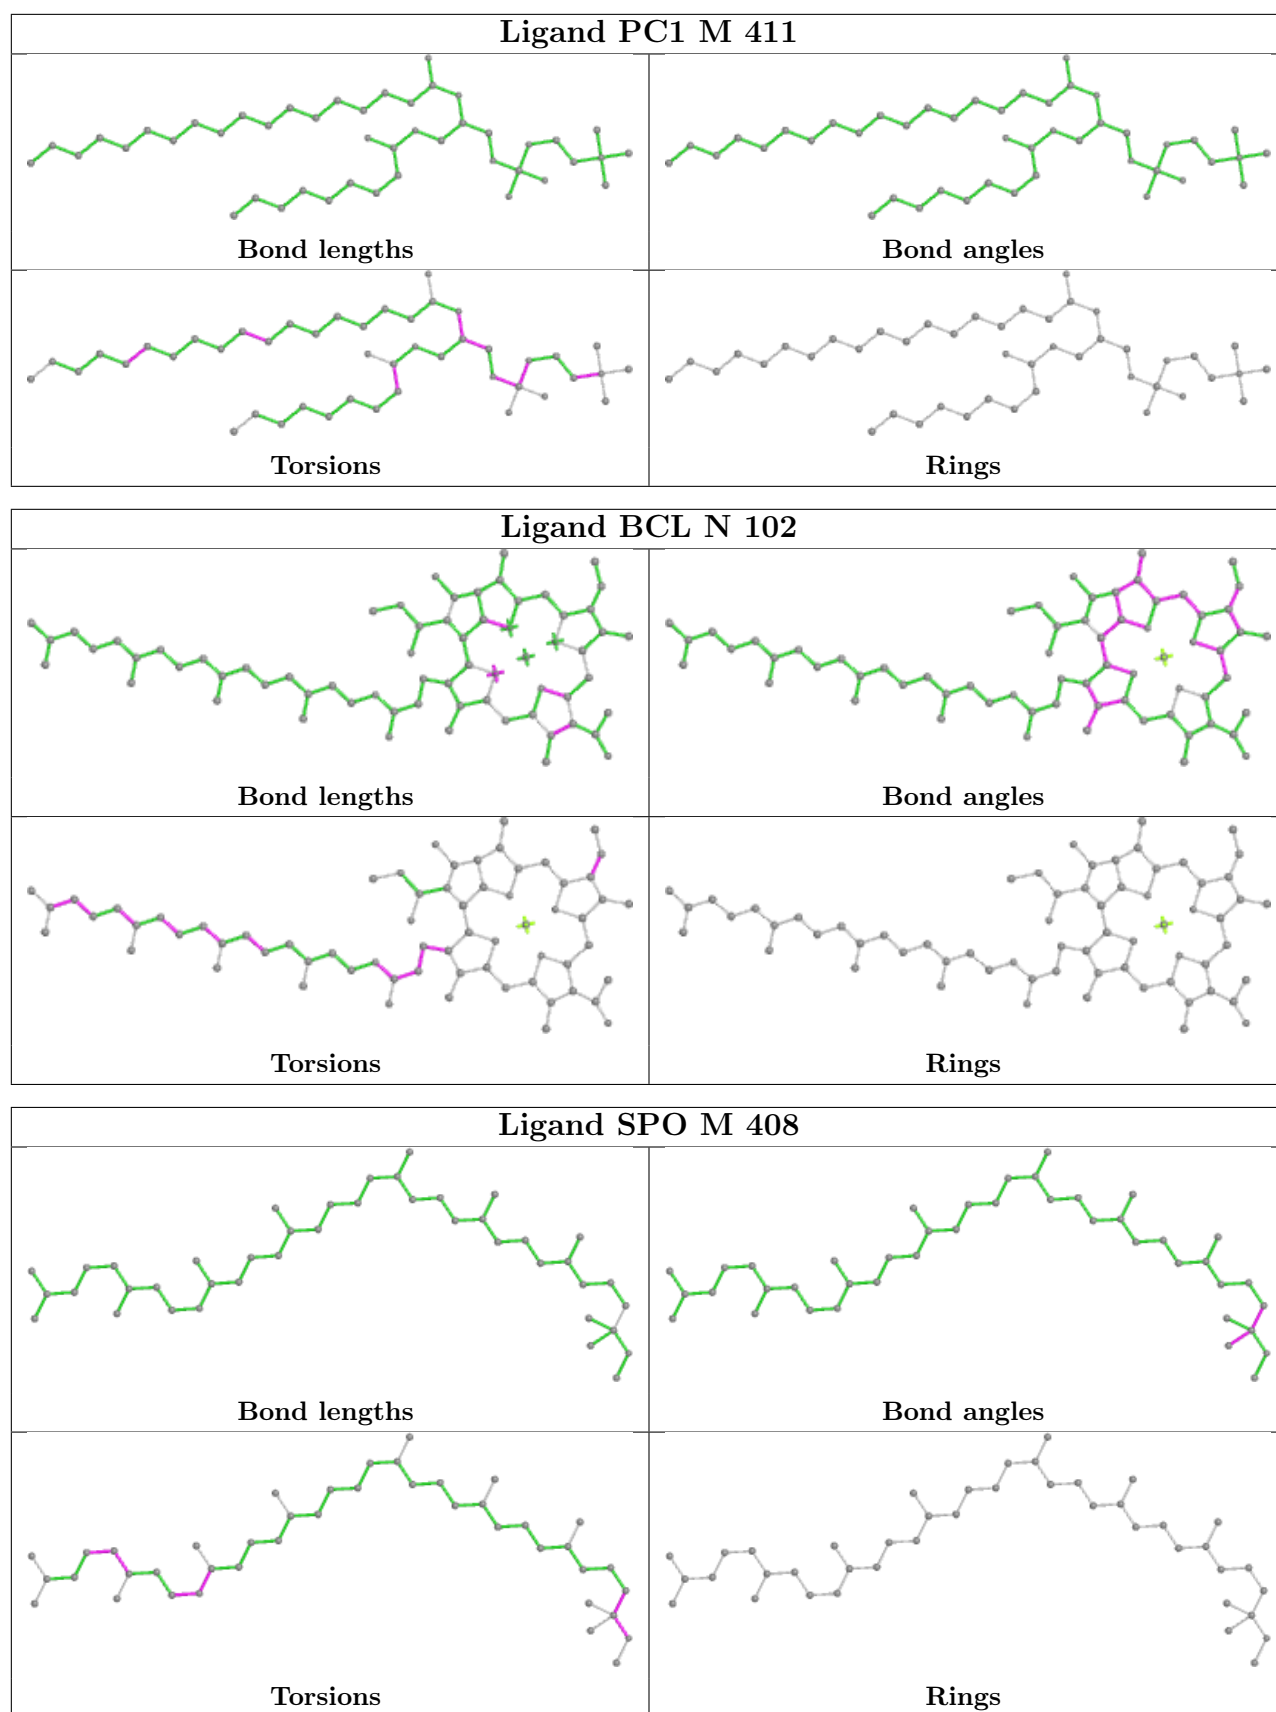 Ligand PC1 M 411
Bond lengths
Bond angles
Torsions
Rings
Ligand BCL N 102
Bond lengths
Bond angles
Torsions
Rings
Ligand SPO M 408
Bond lengths
Bond angles
Torsions
Rings